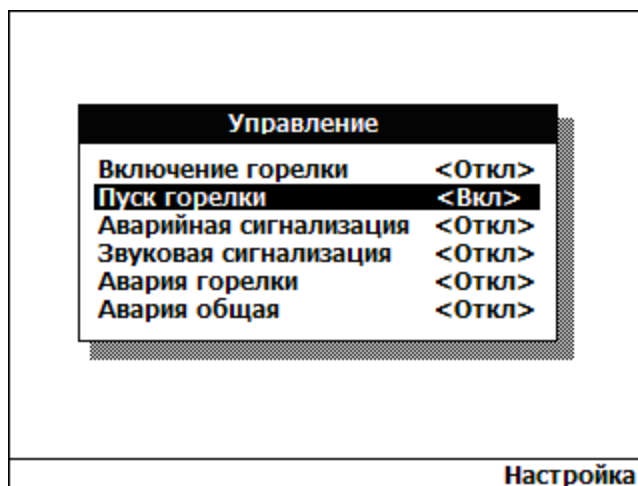 Управление
Включение горелки <Откл>
Пуск горелки <Вкл>
Аварийная сигнализация <Откл>
Звуковая сигнализация <Откл>
Авария горелки <Откл>
Авария общая <Откл>
Настройка